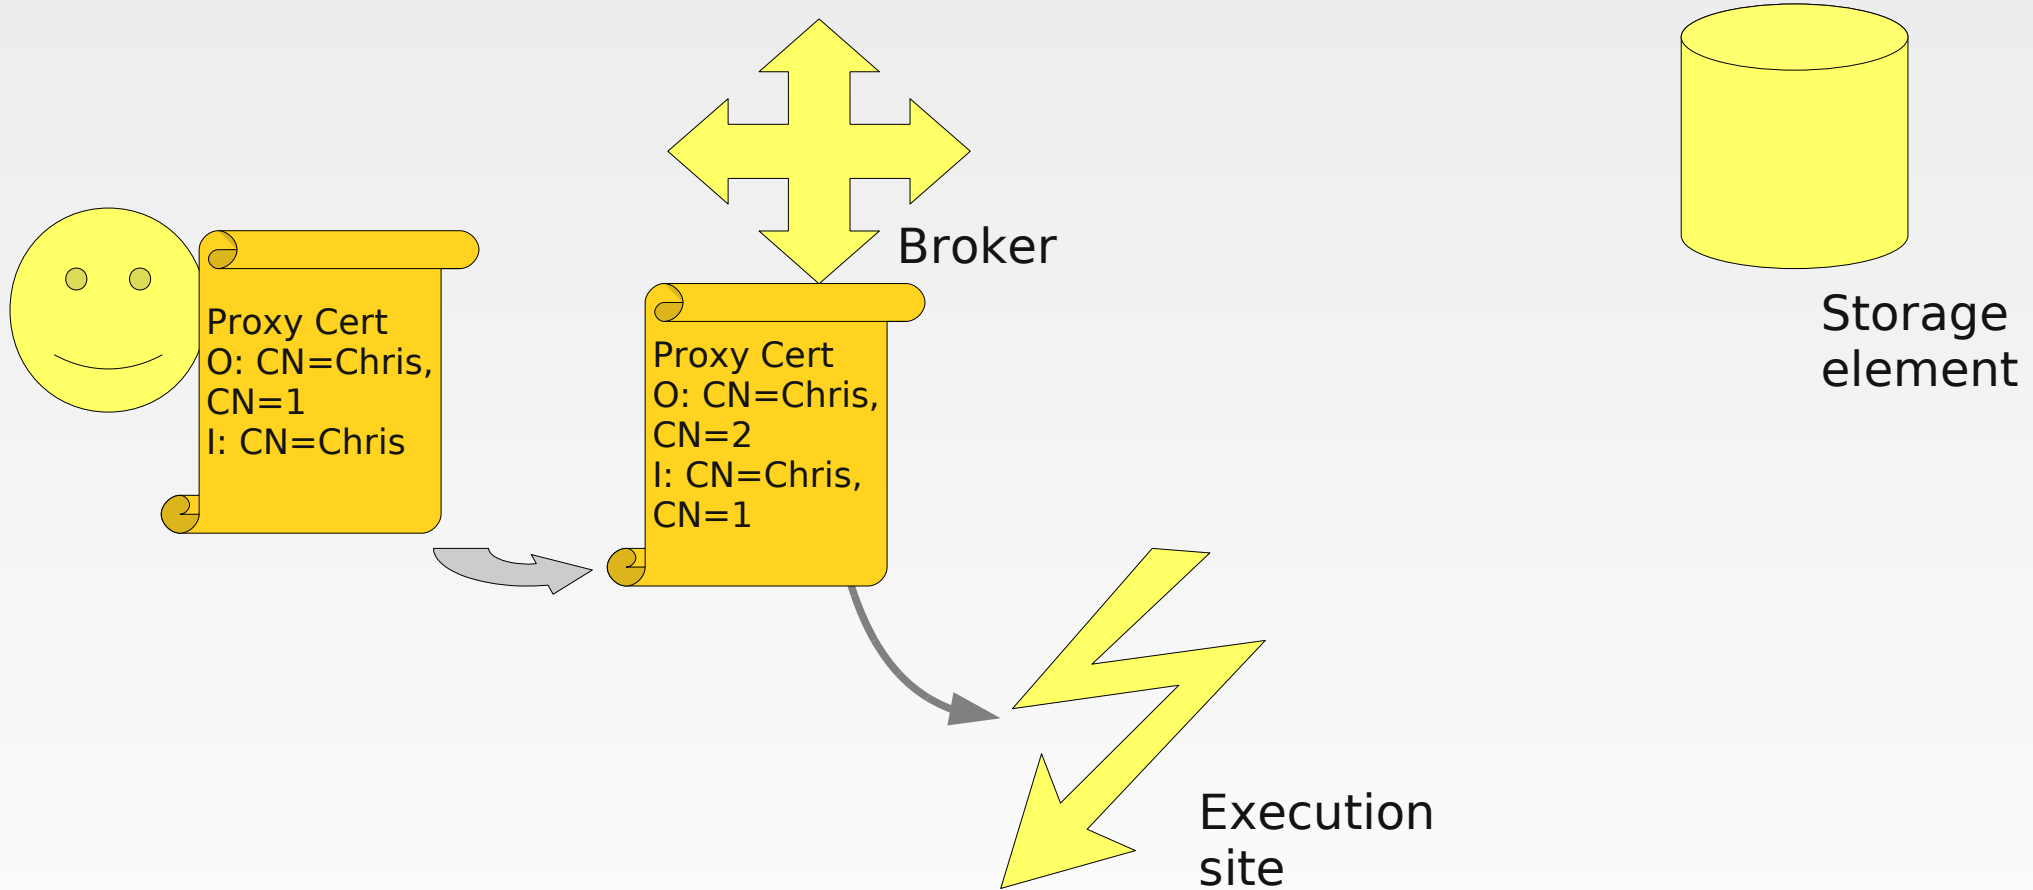 Proxy Cert
O: CN=Chris,
CN=1
I: CN=Chris
Broker
Proxy Cert
O: CN=Chris,
CN=2
I: CN=Chris,
CN=1
Storage
element
Execution
site